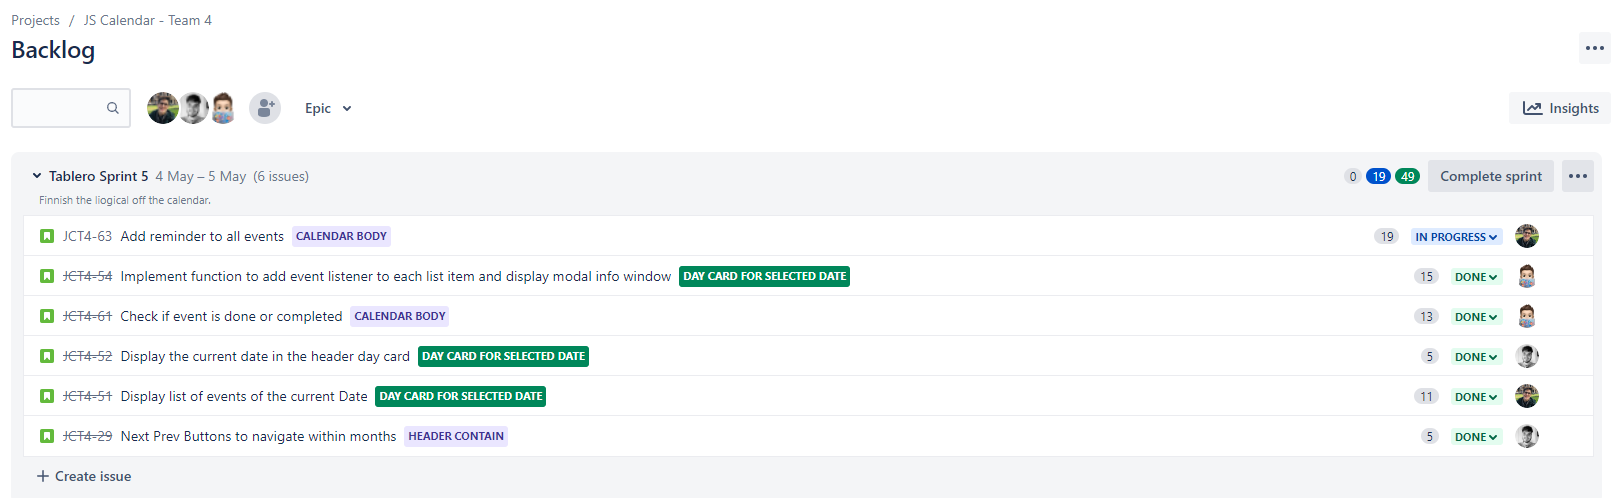 Projects / JS Calendar - Team 4
Backlog
Epic
Insights
Tablero Sprint 5 4 May – 5 May (6 issues) 0 19 49 Complete sprint
Finnish the liogical off the calendar.
JCT4-63 Add reminder to all events CALENDAR BODY 19 IN PROGRESS
JCT4-54 Implement function to add event listener to each list item and display modal info window DAY CARD FOR SELECTED DATE 15 DONE
JCT4-61 Check if event is done or completed CALENDAR BODY 13 DONE
JCT4-52 Display the current date in the header day card DAY CARD FOR SELECTED DATE 5 DONE
JCT4-51 Display list of events of the current Date DAY CARD FOR SELECTED DATE 11 DONE
JCT4-29 Next Prev Buttons to navigate within months HEADER CONTAIN 5 DONE
+ Create issue